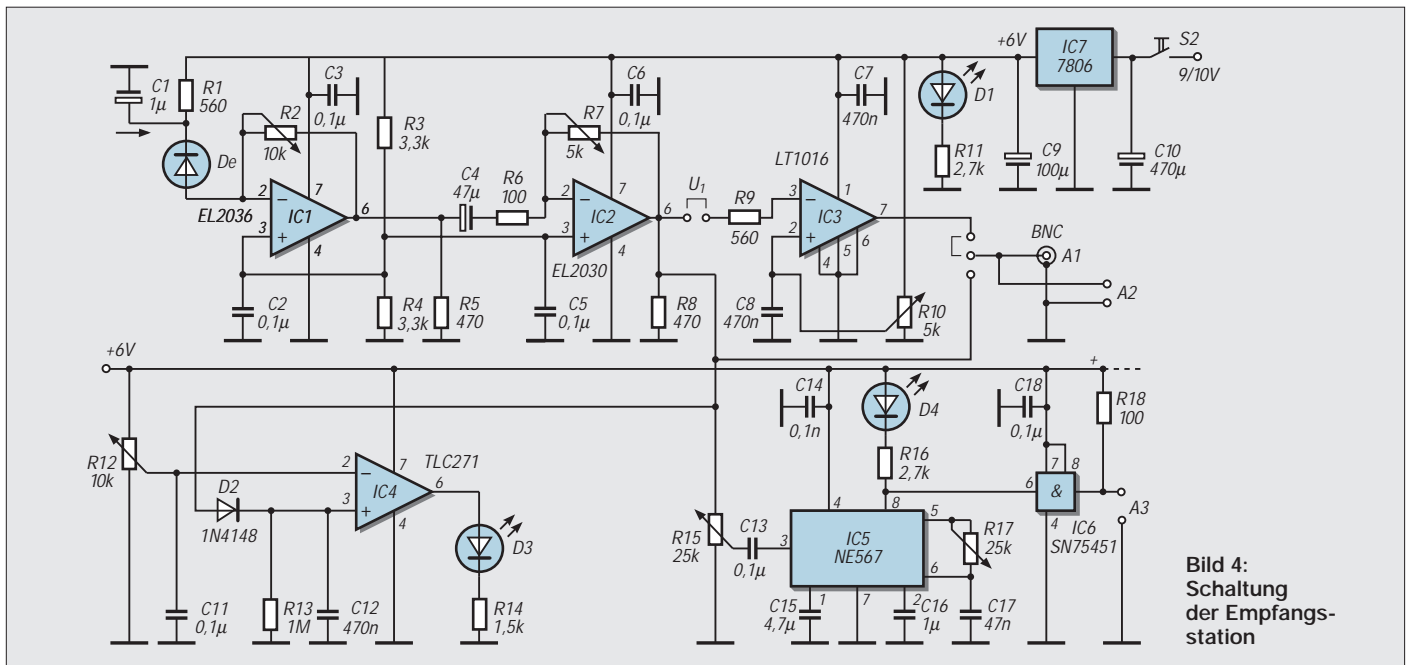 C1
1µ
R1
560
De
R2
10k
2
3
–
+
EL2036
IC1
7
4
6
C2
0,1µ
C3
0,1µ
R3
3,3k
R4
3,3k
R5
470
C4
47µ
R6
100
R7
5k
2
3
–
+
IC2
EL2030
7
4
6
C5
0,1µ
C6
0,1µ
R8
470
U1
R9
560
LT1016
3
2
–
+
IC3
1
7
4
5
6
C7
470n
C8
470n
R10
5k
D1
R11
2,7k
+6V
C9
100µ
IC7
7806
C10
470µ
S2
9/10V
BNC
A1
A2
+6V
R12
10k
C11
0,1µ
D2
1N4148
R13
1M
C12
470n
TLC271
2
3
–
+
IC4
7
4
6
D3
R14
1,5k
R15
25k
C13
0,1µ
C14
0,1n
D4
R16
2,7k
3
4
8
5
6
IC5
NE567
1
7
2
C15
4,7µ
C16
1µ
R17
25k
C17
47n
C18
0,1µ
+
R18
100
7
8
6
&
4
IC6
SN75451
A3
Bild 4:
Schaltung
der Empfangs-
station